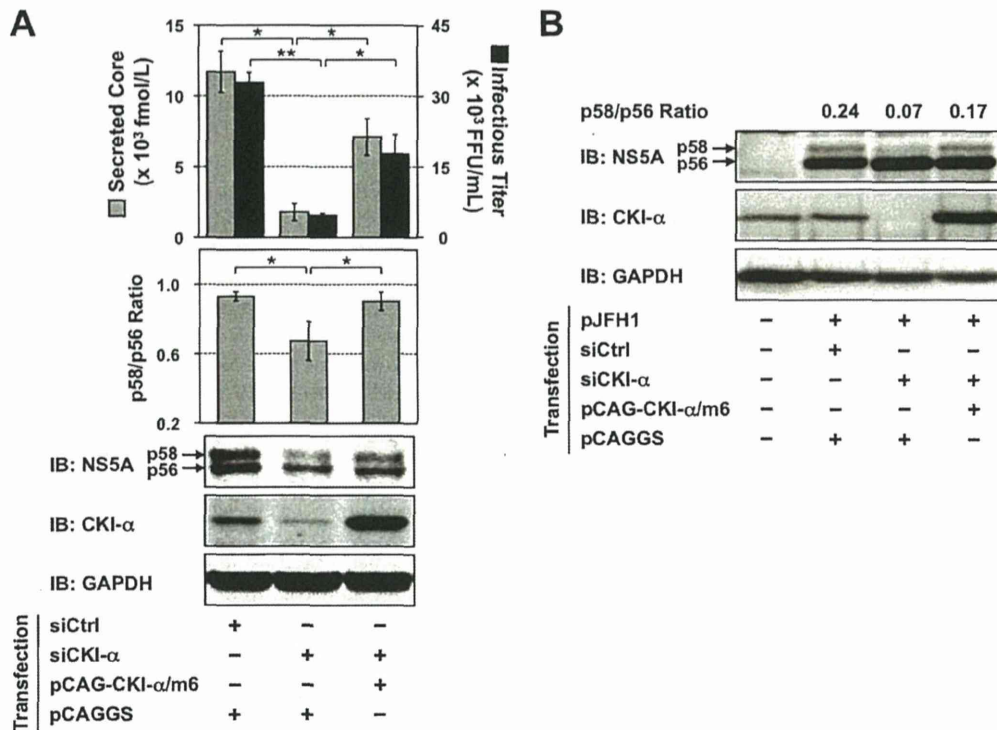 A
Secreted Core
(x 10³ fmol/L)
15
10
5
0
* *
** *
45
30
15
0
Infectious Titer
(x 10³ FFU/mL)
p58/p56 Ratio
1.0
0.6
0.2
* *
IB: NS5A p58 p56
IB: CKI-α
IB: GAPDH
Transfection
siCtrl + − −
siCKI-α − + +
pCAG-CKI-α/m6 − − +
pCAGGS + + −
B
p58/p56 Ratio 0.24 0.07 0.17
IB: NS5A p58 p56
IB: CKI-α
IB: GAPDH
Transfection
pJFH1 − + + +
siCtrl − + − −
siCKI-α − − + +
pCAG-CKI-α/m6 − − − +
pCAGGS − + + −